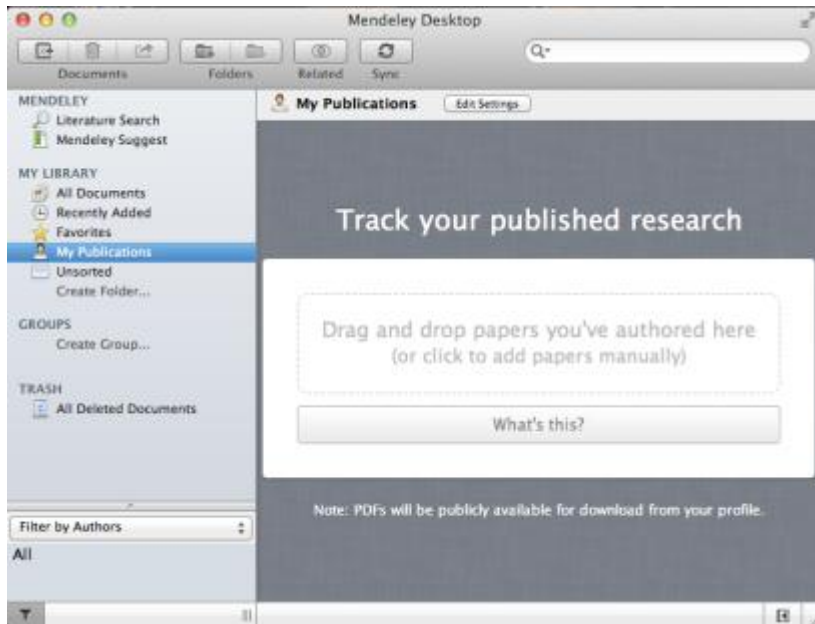 Mendeley Desktop
Documents
Folders
Related
Sync
MENDELEY
Literature Search
Mendeley Suggest
MY LIBRARY
All Documents
Recently Added
Favorites
My Publications
Unsorted
Create Folder...
GROUPS
Create Group...
TRASH
All Deleted Documents
Filter by Authors
All
My Publications
Edit Settings
Track your published research
Drag and drop papers you've authored here
(or click to add papers manually)
What's this?
Note: PDFs will be publicly available for download from your profile.